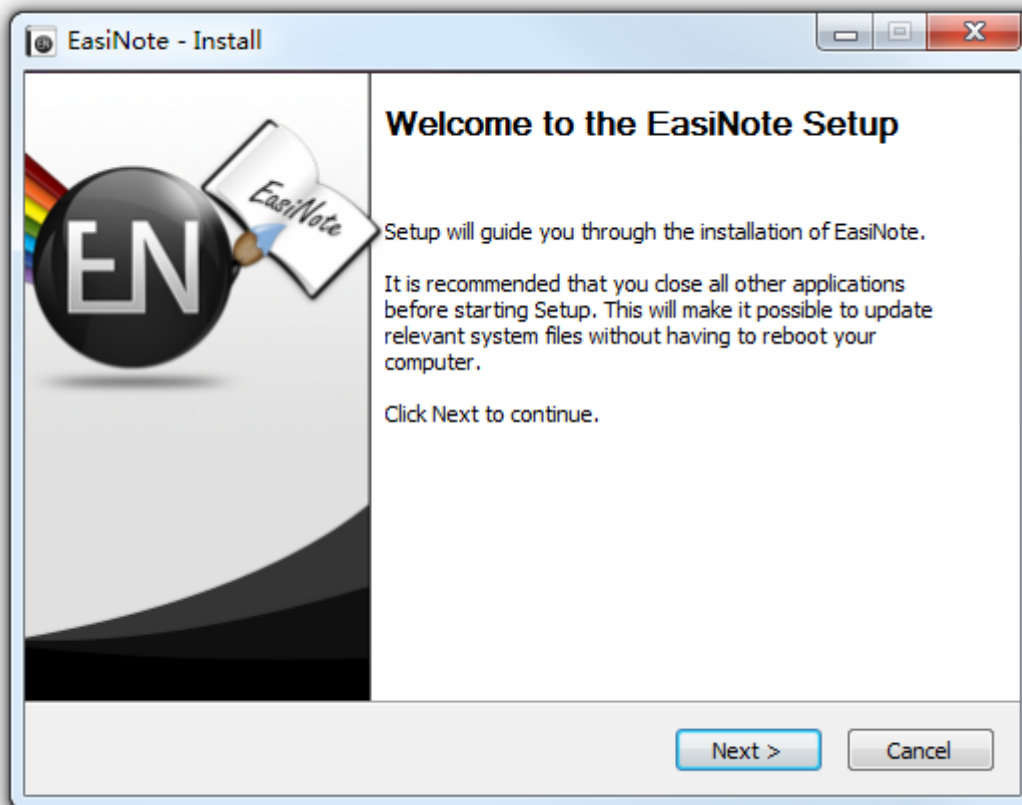 EasiNote - Install
Welcome to the EasiNote Setup
EN
EasiNote
Setup will guide you through the installation of EasiNote.
It is recommended that you close all other applications
before starting Setup. This will make it possible to update
relevant system files without having to reboot your
computer.
Click Next to continue.
Next >
Cancel